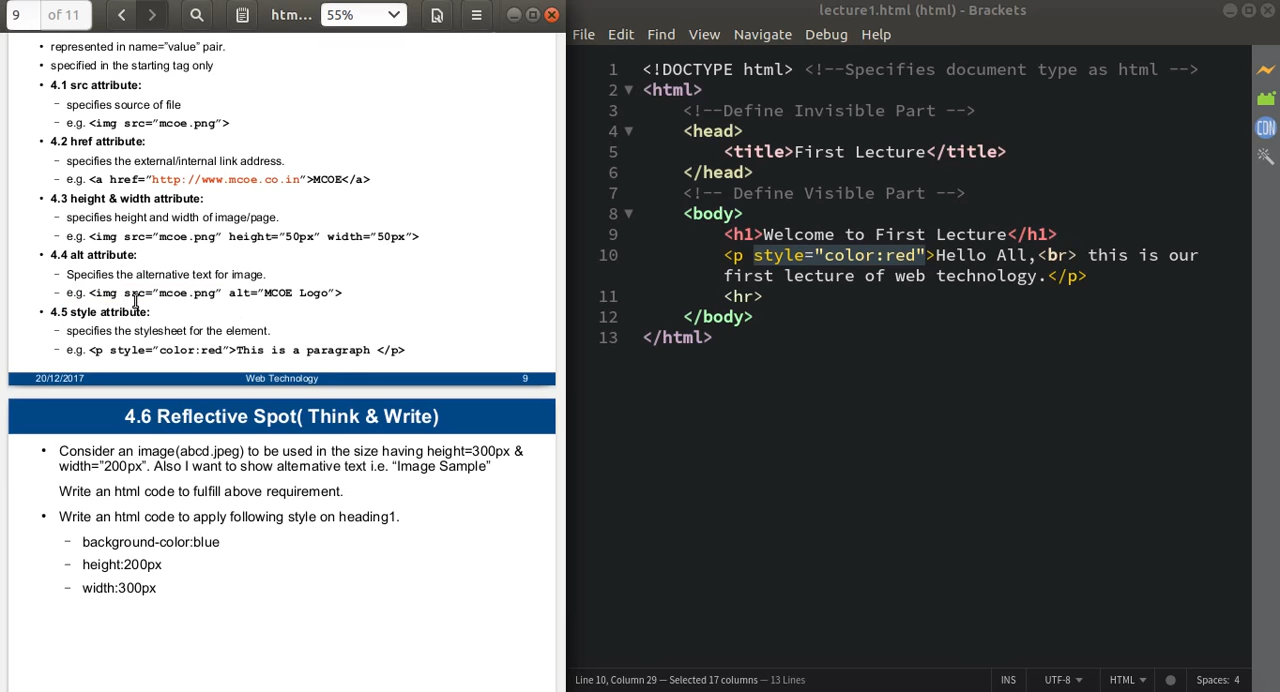 9 of 11 htm... 55%
• represented in name="value" pair.
• specified in the starting tag only
• 4.1 src attribute:
– specifies source of file
– e.g. <img src="mcoe.png">
• 4.2 href attribute:
– specifies the external/internal link address.
– e.g. <a href="http://www.mcoe.co.in">MCOE</a>
• 4.3 height & width attribute:
– specifies height and width of image/page.
– e.g. <img src="mcoe.png" height="50px" width="50px">
• 4.4 alt attribute:
– Specifies the alternative text for image.
– e.g. <img src="mcoe.png" alt="MCOE Logo">
• 4.5 style attribute:
– specifies the stylesheet for the element.
– e.g. <p style="color:red">This is a paragraph </p>
20/12/2017 Web Technology 9
4.6 Reflective Spot( Think & Write)
• Consider an image(abcd.jpeg) to be used in the size having height=300px &
width="200px". Also I want to show alternative text i.e. "Image Sample"
Write an html code to fulfill above requirement.
• Write an html code to apply following style on heading1.
– background-color:blue
– height:200px
– width:300px
lecture1.html (html) - Brackets
File Edit Find View Navigate Debug Help
1 <!DOCTYPE html> <!--Specifies document type as html -->
2 <html>
3 <!--Define Invisible Part -->
4 <head>
5 <title>First Lecture</title>
6 </head>
7 <!-- Define Visible Part -->
8 <body>
9 <h1>Welcome to First Lecture</h1>
10 <p style="color:red">Hello All,<br> this is our
first lecture of web technology.</p>
11 <hr>
12 </body>
13 </html>
CDN
Line 10, Column 29 — Selected 17 columns — 13 Lines INS UTF-8 HTML Spaces: 4